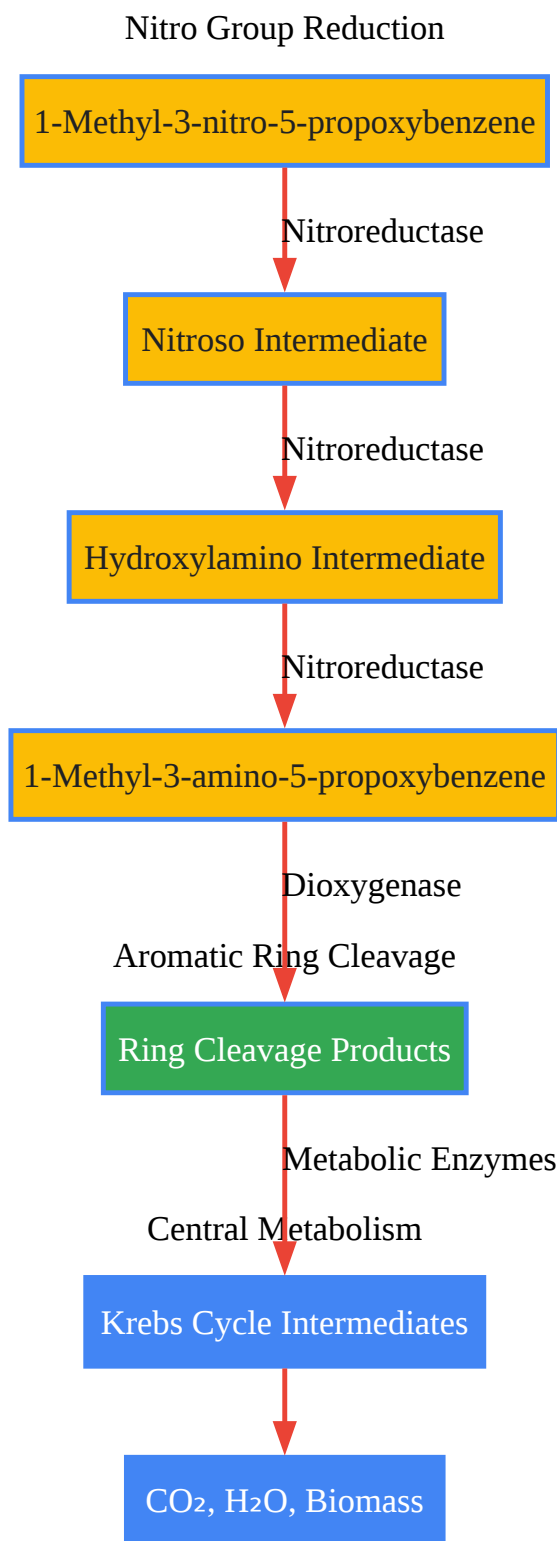 Nitro Group Reduction
1-Methyl-3-nitro-5-propoxybenzene
Nitroreductase
Nitroso Intermediate
Nitroreductase
Hydroxylamino Intermediate
Nitroreductase
1-Methyl-3-amino-5-propoxybenzene
Dioxygenase
Aromatic Ring Cleavage
Ring Cleavage Products
Metabolic Enzymes
Central Metabolism
Krebs Cycle Intermediates
CO₂, H₂O, Biomass